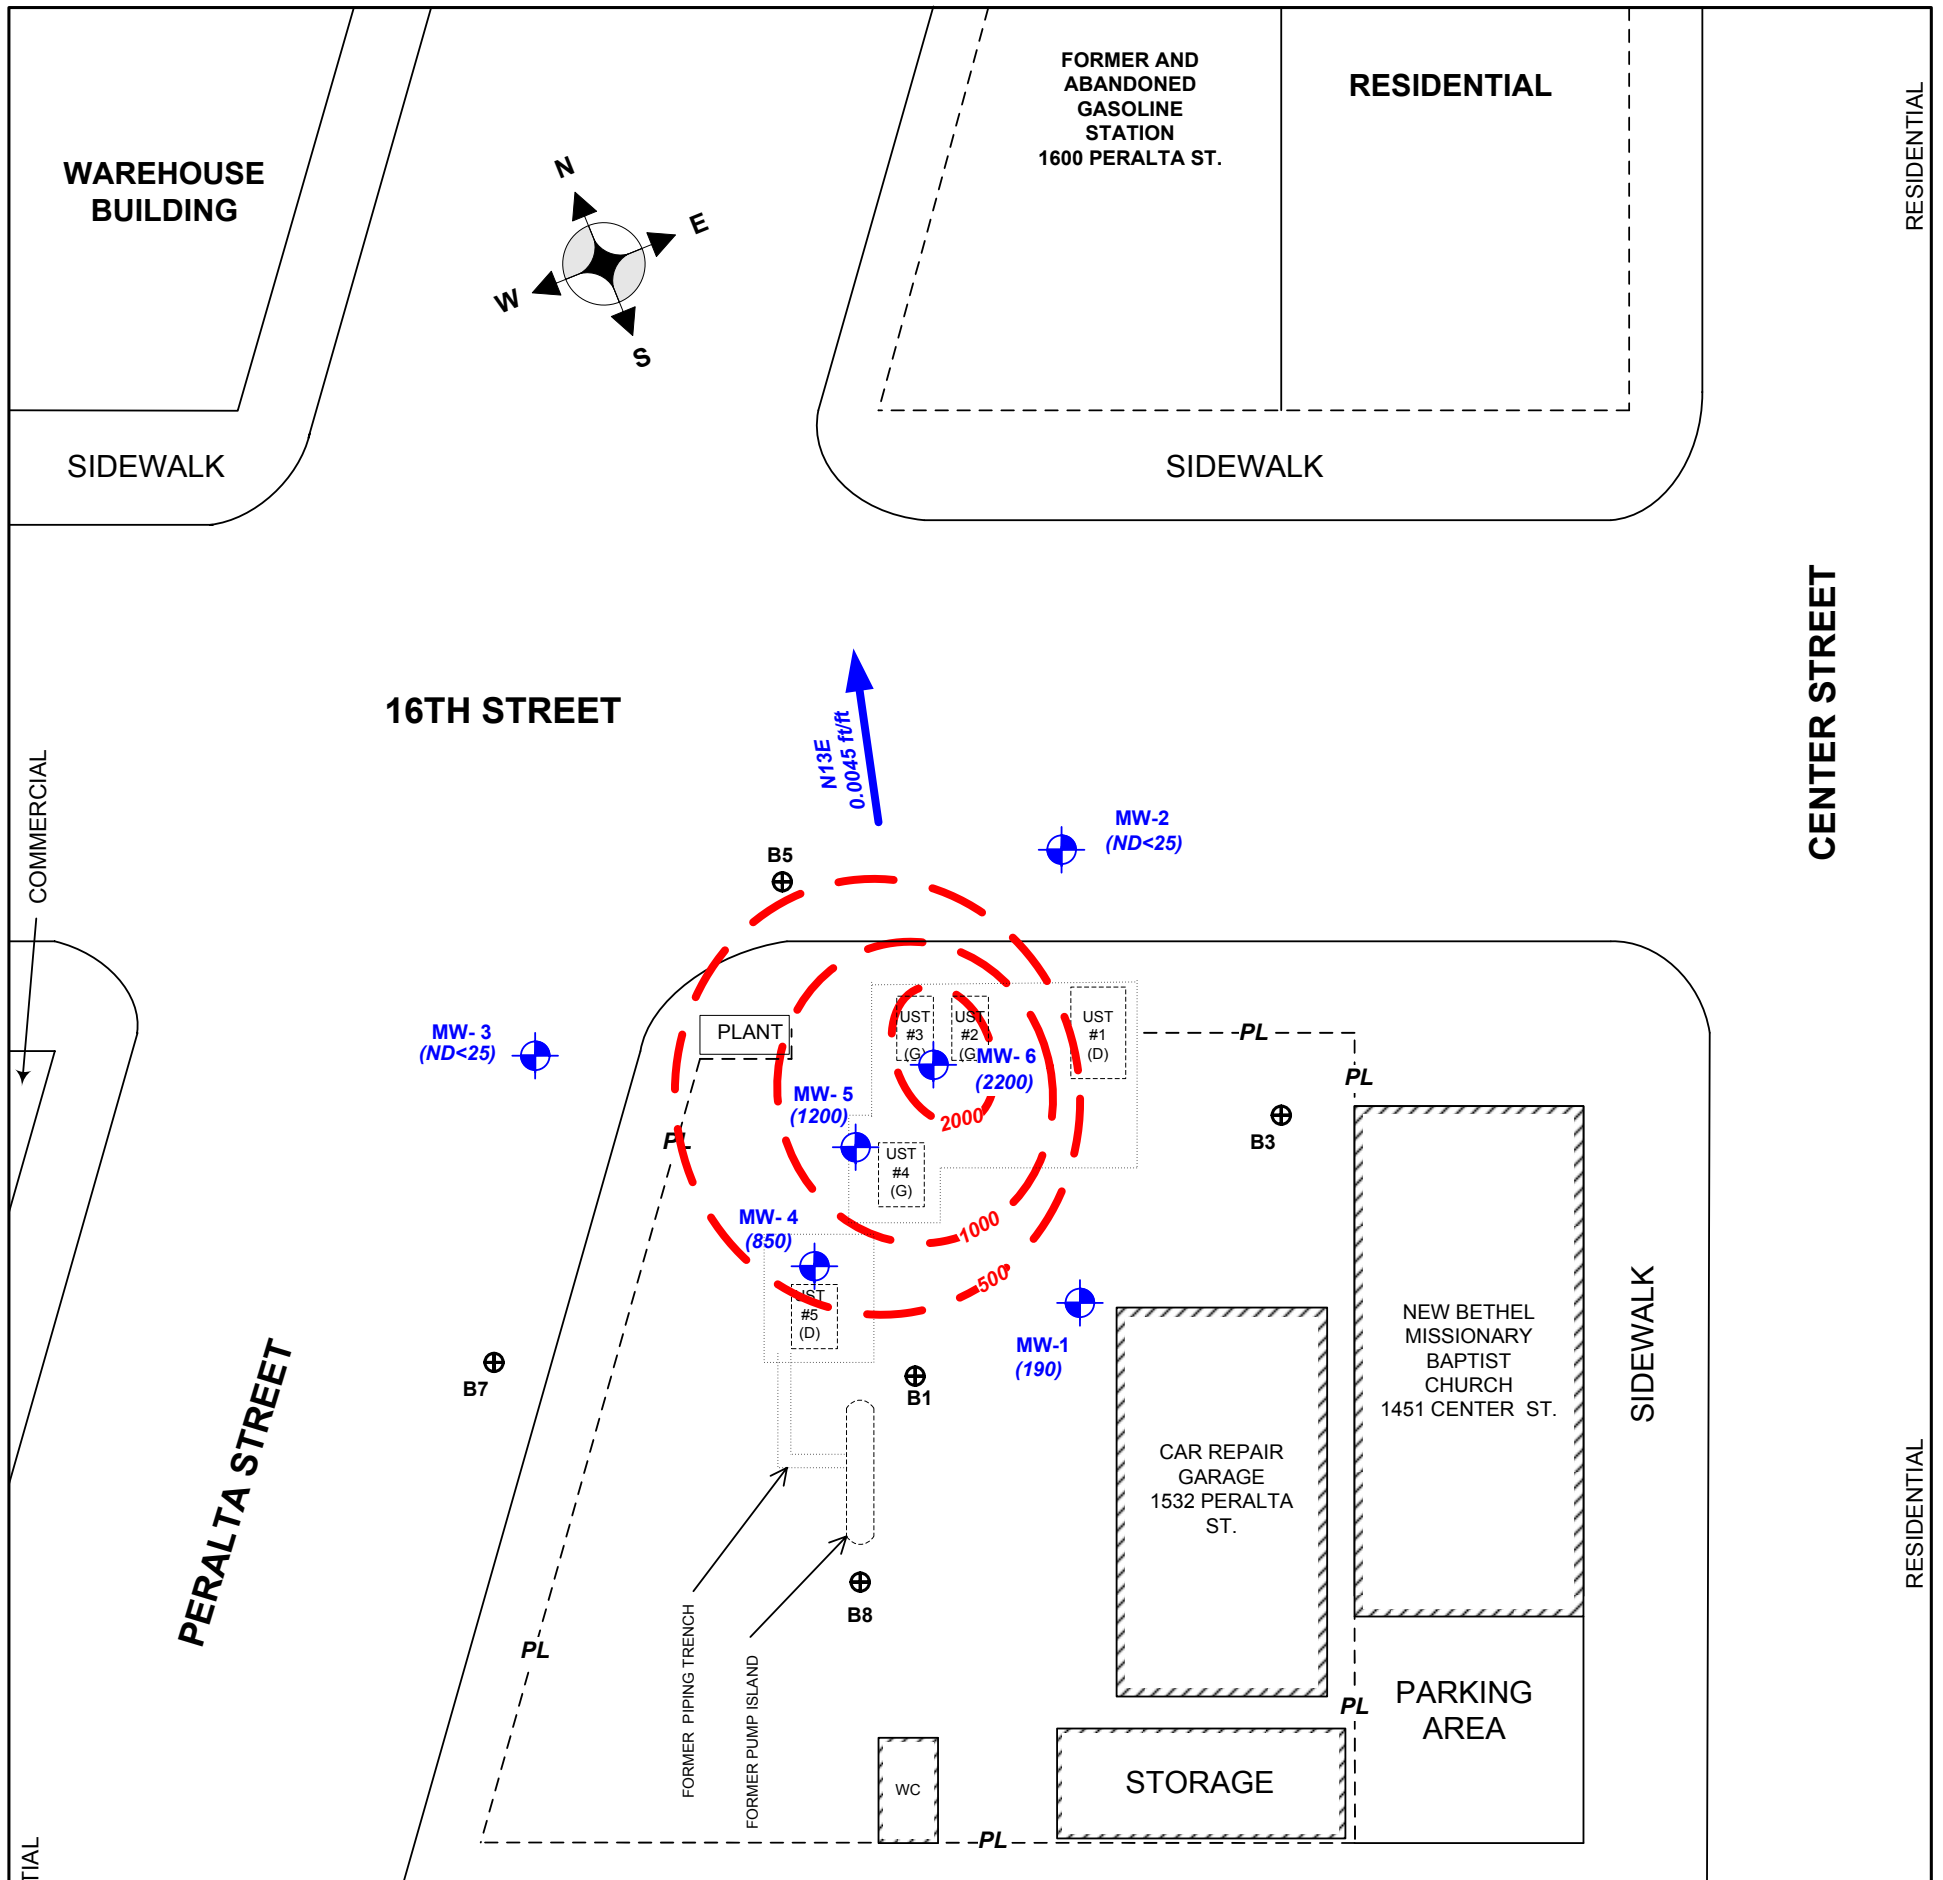 WAREHOUSE
BUILDING
SIDEWALK
N
E
W
S
FORMER AND
ABANDONED
GASOLINE
STATION
1600 PERALTA ST.
RESIDENTIAL
RESIDENTIAL
SIDEWALK
16TH STREET
CENTER STREET
N13E
0.0045 ft/ft
COMMERCIAL
MW-2
(ND<25)
B5
MW- 3
(ND<25)
PLANT
UST
#3
(G)
UST
#2
(G)
UST
#1
(D)
MW- 6
(2200)
2000
PL
PL
MW- 5
(1200)
PL
B3
UST
#4
(G)
MW- 4
(850)
1000
500
UST
#5
(D)
MW-1
(190)
B7
B1
PERALTA STREET
NEW BETHEL
MISSIONARY
BAPTIST
CHURCH
1451 CENTER ST.
SIDEWALK
CAR REPAIR
GARAGE
1532 PERALTA
ST.
RESIDENTIAL
B8
FORMER PIPING TRENCH
FORMER PUMP ISLAND
PL
PL
PARKING
AREA
WC
STORAGE
PL
TIAL